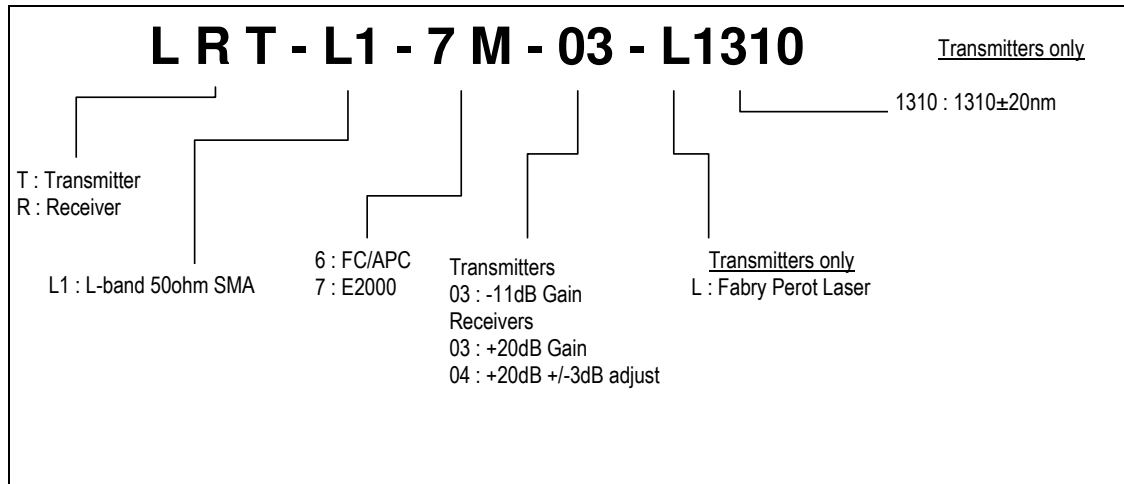 L R T - L1 - 7 M - 03 - L1310
Transmitters only
1310 : 1310±20nm
T : Transmitter
R : Receiver
L1 : L-band 50ohm SMA
6 : FC/APC
7 : E2000
Transmitters
03 : -11dB Gain
Receivers
03 : +20dB Gain
04 : +20dB +/-3dB adjust
Transmitters only
L : Fabry Perot Laser